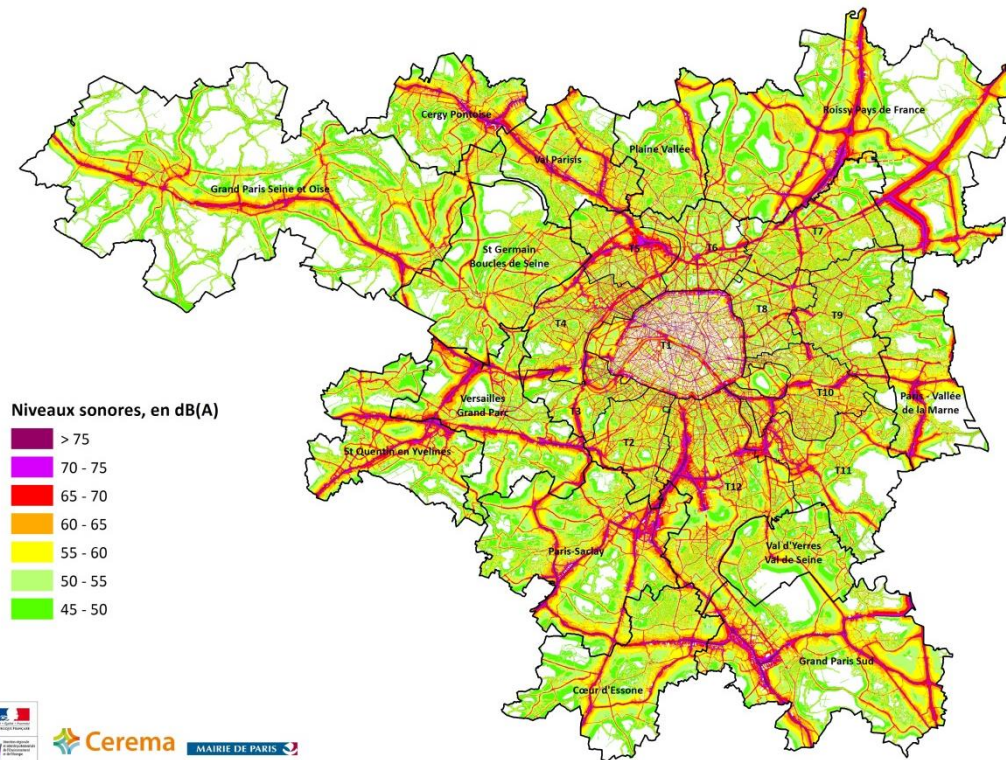 Cergy Pontoise
Roissy Pays de France
Plaine Vallée
Val Parisis
Grand Paris Seine et Oise
T7
T5
T6
St Germain
Boucles de Seine
T8
T9
T4
T1
Niveaux sonores, en dB(A)
> 75
70 - 75
65 - 70
60 - 65
55 - 60
50 - 55
45 - 50
Versailles
Grand Parc
T10
Paris - Vallée
de la Marne
T3
T2
St Quentin en Yvelines
T11
T12
Paris-Saclay
Val d'Yerres
Val de Seine
Grand Paris Sud
Cœur d'Essone
Cerema
MAIRIE DE PARIS